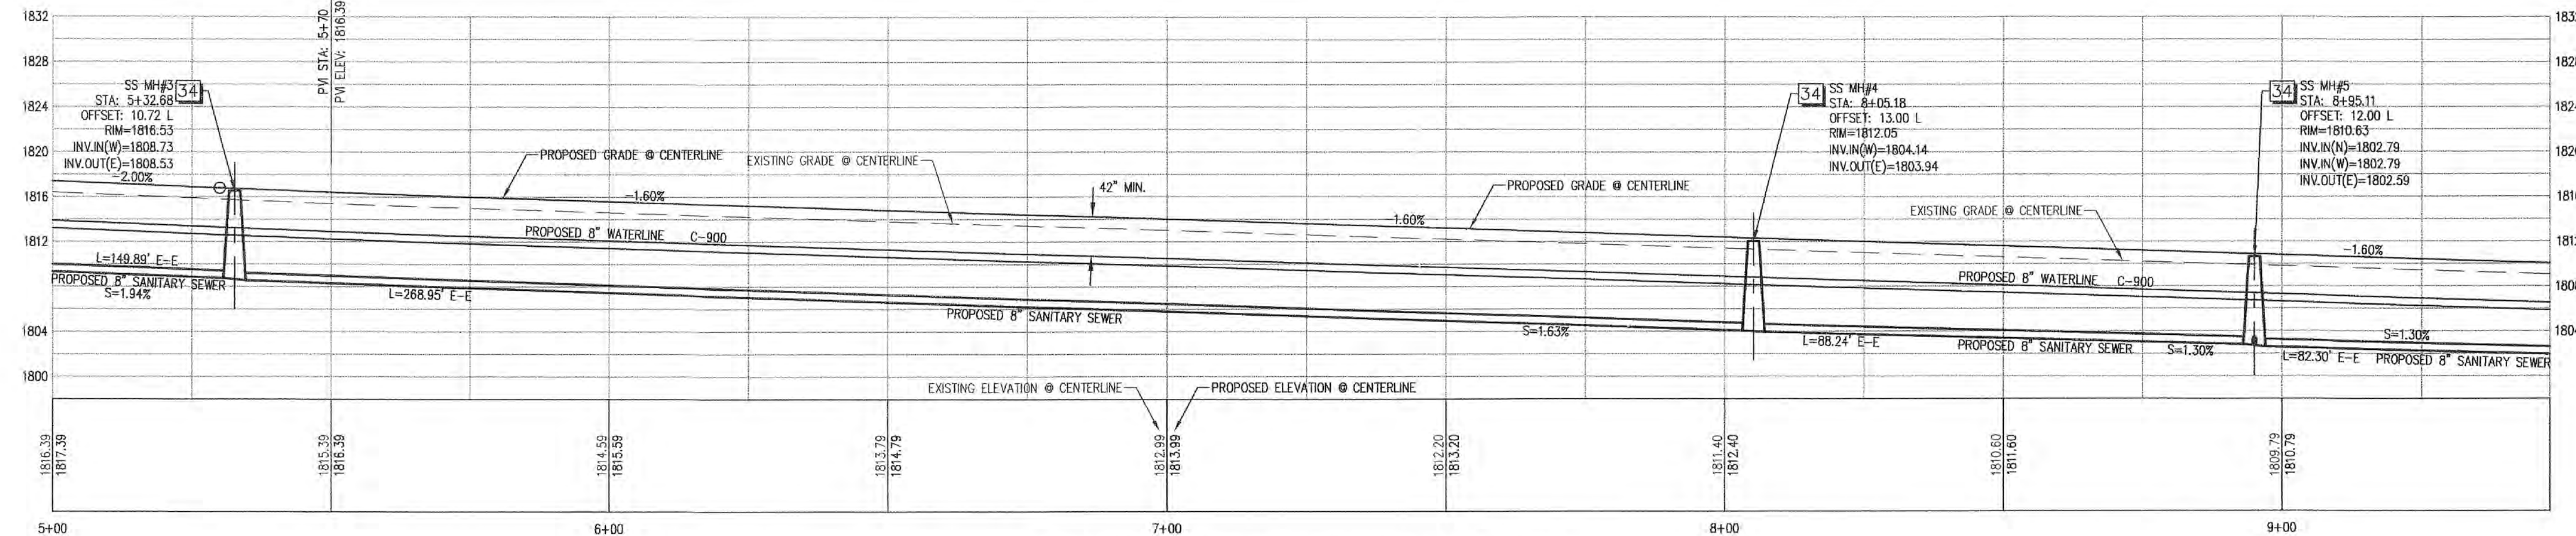 1832
1828
1824
1820
1816
1812
1808
1804
1800
PVI STA: 5+70
PVI ELEV: 1816.39
SS MH#3
34
STA: 5+32.68
OFFSET: 10.72 L
RIM=1816.53
INV.IN(W)=1808.73
INV.OUT(E)=1808.53
-2.00%
PROPOSED GRADE @ CENTERLINE
EXISTING GRADE @ CENTERLINE
-1.60%
42" MIN.
PROPOSED GRADE @ CENTERLINE
-1.60%
34
SS MH#4
STA: 8+05.18
OFFSET: 13.00 L
RIM=1812.05
INV.IN(W)=1804.14
INV.OUT(E)=1803.94
EXISTING GRADE @ CENTERLINE
34
SS MH#5
STA: 8+95.11
OFFSET: 12.00 L
RIM=1810.63
INV.IN(N)=1802.79
INV.IN(W)=1802.79
INV.OUT(E)=1802.59
-1.60%
PROPOSED 8" WATERLINE C-900
L=149.89' E-E
PROPOSED 8" SANITARY SEWER
S=1.94%
L=268.95' E-E
PROPOSED 8" SANITARY SEWER
S=1.63%
PROPOSED 8" WATERLINE C-900
L=88.24' E-E
PROPOSED 8" SANITARY SEWER
S=1.30%
S=1.30%
L=82.30' E-E PROPOSED 8" SANITARY SEWER
EXISTING ELEVATION @ CENTERLINE
PROPOSED ELEVATION @ CENTERLINE
1816.39
1817.39
1815.39
1816.39
1814.59
1815.59
1813.79
1814.79
1812.99
1813.99
1812.20
1813.20
1811.40
1812.40
1810.60
1811.60
1809.79
1810.79
5+00
6+00
7+00
8+00
9+00